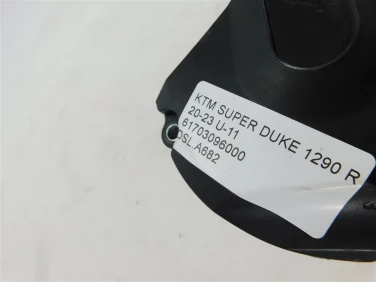 KTM SUPER DUKE 1290 R
20-23 U-11
61703096000
OSL.A682